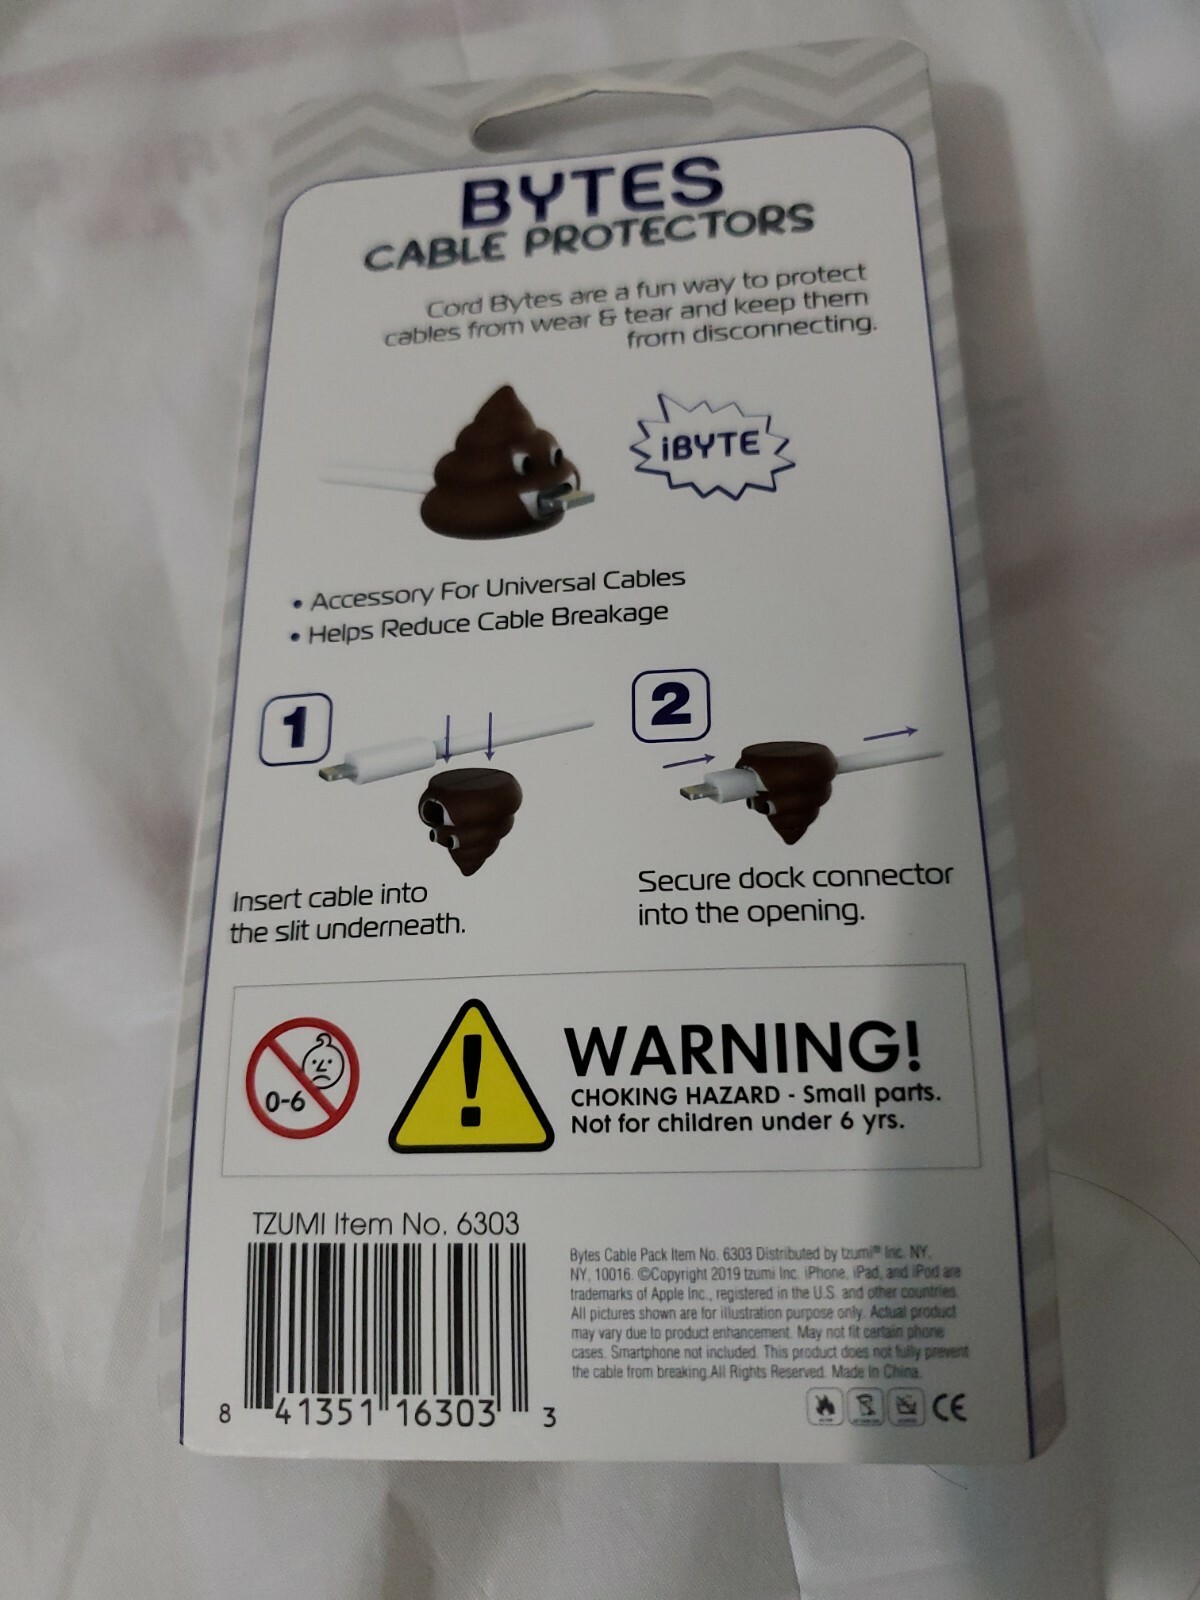 BYTES
CABLE PROTECTORS
Cord Bytes are a fun way to protect
cables from wear & tear and keep them
from disconnecting.
iBYTE
• Accessory For Universal Cables
• Helps Reduce Cable Breakage
1
2
Insert cable into
the slit underneath.
Secure dock connector
into the opening.
0-6
WARNING!
CHOKING HAZARD - Small parts.
Not for children under 6 yrs.
TZUMI Item No. 6303
8 41351 16303 3
Bytes Cable Pack Item No. 6303 Distributed by tzumi® Inc. NY,
NY, 10016. ©Copyright 2019 tzumi Inc. iPhone, iPad, and iPod are
trademarks of Apple Inc., registered in the U.S. and other countries.
All pictures shown are for illustration purpose only. Actual product
may vary due to product enhancement. May not fit certain phone
cases. Smartphone not included. This product does not fully prevent
the cable from breaking.All Rights Reserved. Made In China.
CE